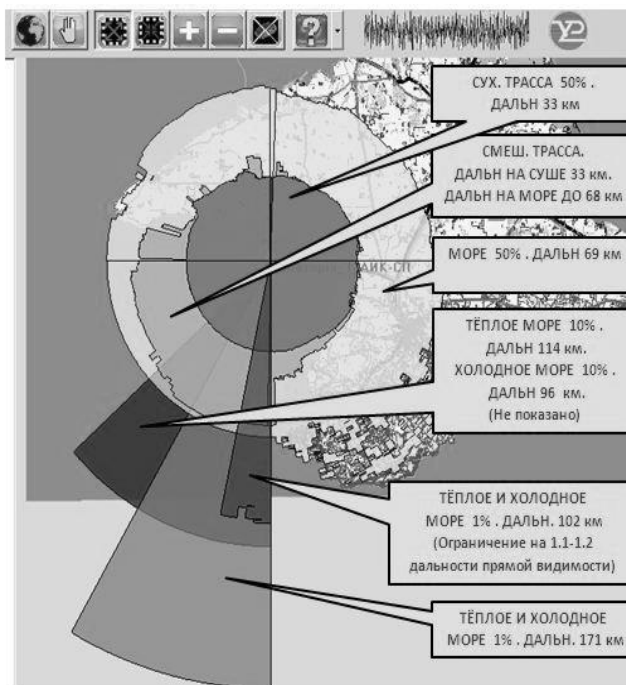 СУХ. ТРАССА 50% .
ДАЛЬН 33 км
СМЕШ. ТРАССА.
ДАЛЬН НА СУШЕ 33 км.
ДАЛЬН НА МОРЕ ДО 68 км
МОРЕ 50% . ДАЛЬН 69 км
АИК-СП
ТЁПЛОЕ МОРЕ 10% .
ДАЛЬН 114 км.
ХОЛОДНОЕ МОРЕ 10% .
ДАЛЬН 96 км.
(Не показано)
ТЁПЛОЕ И ХОЛОДНОЕ
МОРЕ 1% . ДАЛЬН. 102 км
(Ограничение на 1.1-1.2
дальности прямой видимости)
ТЁПЛОЕ И ХОЛОДНОЕ
МОРЕ 1% . ДАЛЬН. 171 км